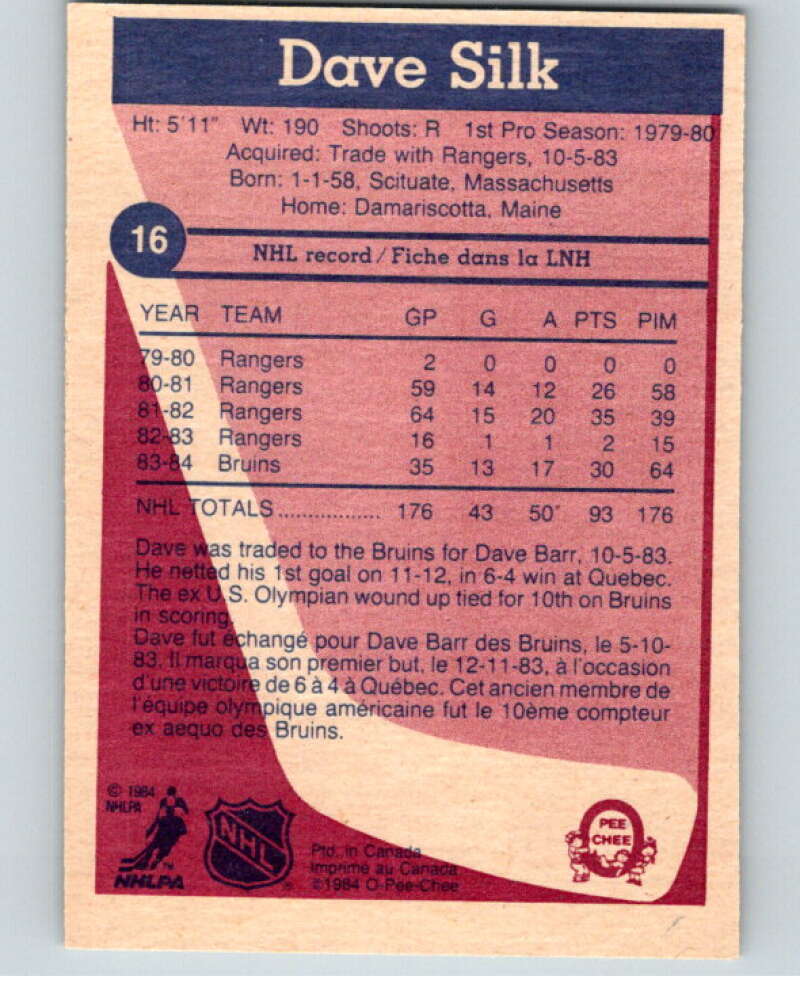 Dave Silk
Ht: 5'11" Wt: 190 Shoots: R 1st Pro Season: 1979-80
Acquired: Trade with Rangers, 10-5-83
Born: 1-1-58, Scituate, Massachusetts
Home: Damariscotta, Maine
16
NHL record/Fiche dans la LNH
YEAR TEAM GP G A PTS PIM
79-80 Rangers 2 0 0 0 0
80-81 Rangers 59 14 12 26 58
81-82 Rangers 64 15 20 35 39
82-83 Rangers 16 1 1 2 15
83-84 Bruins 35 13 17 30 64
NHL TOTALS................. 176 43 50 93 176
Dave was traded to the Bruins for Dave Barr, 10-5-83.
He netted his 1st goal on 11-12, in 6-4 win at Quebec.
The ex U.S. Olympian wound up tied for 10th on Bruins
in scoring.
Dave fut échangé pour Dave Barr des Bruins, le 5-10-
83. Il marqua son premier but, le 12-11-83, à l'occasion
d'une victoire de 6 à 4 à Québec. Cet ancien membre de
l'équipe olympique américaine fut le 10ème compteur
ex aequo des Bruins.
© 1984
NHLPA
NHLPA
NHL
Ptd. in Canada
Imprimé au Canada
©1984 O-Pee-Chee
PEE
CHEE